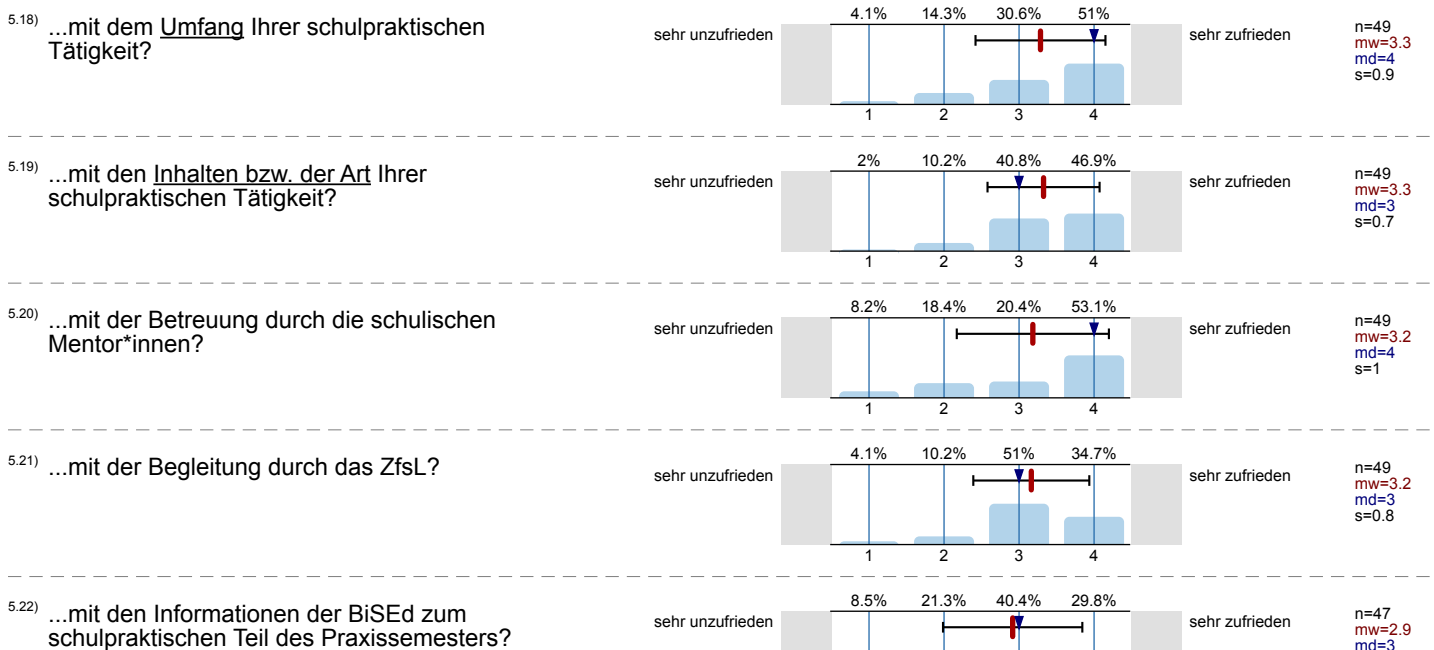 5.18) ...mit dem Umfang Ihrer schulpraktischen
Tätigkeit?
sehr unzufrieden
4.1% 14.3% 30.6% 51%
1 2 3 4
sehr zufrieden
n=49
mw=3.3
md=4
s=0.9
5.19) ...mit den Inhalten bzw. der Art Ihrer
schulpraktischen Tätigkeit?
sehr unzufrieden
2% 10.2% 40.8% 46.9%
1 2 3 4
sehr zufrieden
n=49
mw=3.3
md=3
s=0.7
5.20) ...mit der Betreuung durch die schulischen
Mentor*innen?
sehr unzufrieden
8.2% 18.4% 20.4% 53.1%
1 2 3 4
sehr zufrieden
n=49
mw=3.2
md=4
s=1
5.21) ...mit der Begleitung durch das ZfsL?
sehr unzufrieden
4.1% 10.2% 51% 34.7%
1 2 3 4
sehr zufrieden
n=49
mw=3.2
md=3
s=0.8
5.22) ...mit den Informationen der BiSEd zum
schulpraktischen Teil des Praxissemesters?
sehr unzufrieden
8.5% 21.3% 40.4% 29.8%
sehr zufrieden
n=47
mw=2.9
md=3